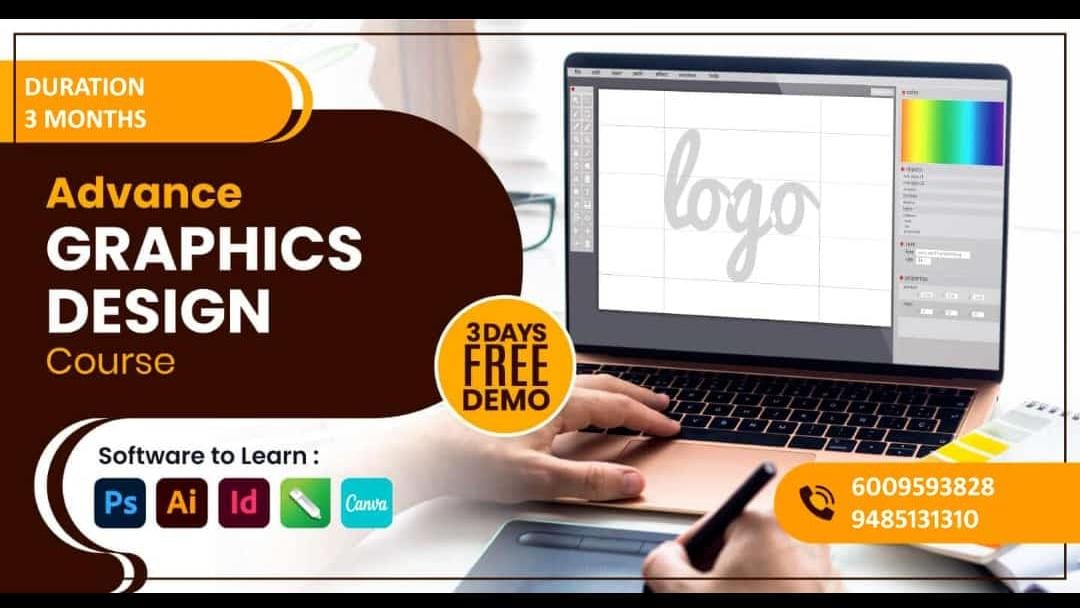 DURATION
3 MONTHS
Advance
GRAPHICS
DESIGN
Course
3 DAYS
FREE
DEMO
Software to Learn :
Ps Ai Id Canva
logo
6009593828
9485131310